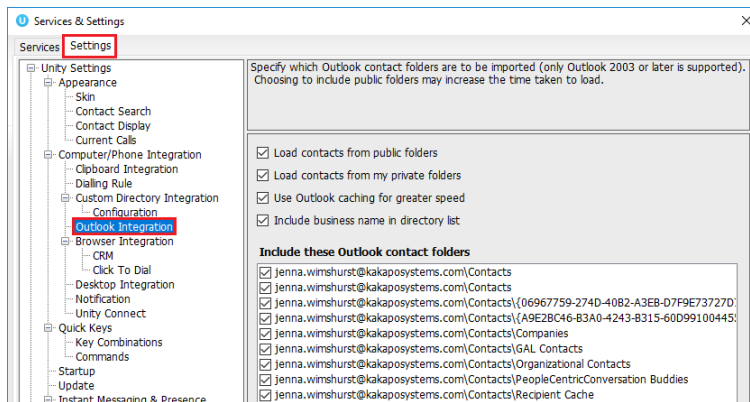 Services & Settings
Services Settings
Unity Settings
Appearance
Skin
Contact Search
Contact Display
Current Calls
Computer/Phone Integration
Clipboard Integration
Dialling Rule
Custom Directory Integration
Configuration
Outlook Integration
Browser Integration
CRM
Click To Dial
Desktop Integration
Notification
Unity Connect
Quick Keys
Key Combinations
Commands
Startup
Update
Instant Messaging & Presence
Specify which Outlook contact folders are to be imported (only Outlook 2003 or later is supported).
Choosing to include public folders may increase the time taken to load.
Load contacts from public folders
Load contacts from my private folders
Use Outlook caching for greater speed
Include business name in directory list
Include these Outlook contact folders
jenna.wimshurst@kakaposystems.com\Contacts
jenna.wimshurst@kakaposystems.com\Contacts
jenna.wimshurst@kakaposystems.com\Contacts\{06967759-274D-40B2-A3EB-D7F9E73727D
jenna.wimshurst@kakaposystems.com\Contacts\{A9E2BC46-B3A0-4243-B315-60D99100445
jenna.wimshurst@kakaposystems.com\Contacts\Companies
jenna.wimshurst@kakaposystems.com\Contacts\GAL Contacts
jenna.wimshurst@kakaposystems.com\Contacts\Organizational Contacts
jenna.wimshurst@kakaposystems.com\Contacts\PeopleCentricConversation Buddies
jenna.wimshurst@kakaposystems.com\Contacts\Recipient Cache